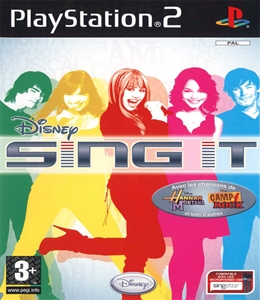 PlayStation®2
PAL
Disney
SING IT
Avec les chansons de
HANNAH MONTANA
CAMP ROCK
et bien d'autres
3+
www.pegi.info
Disney
SingStar